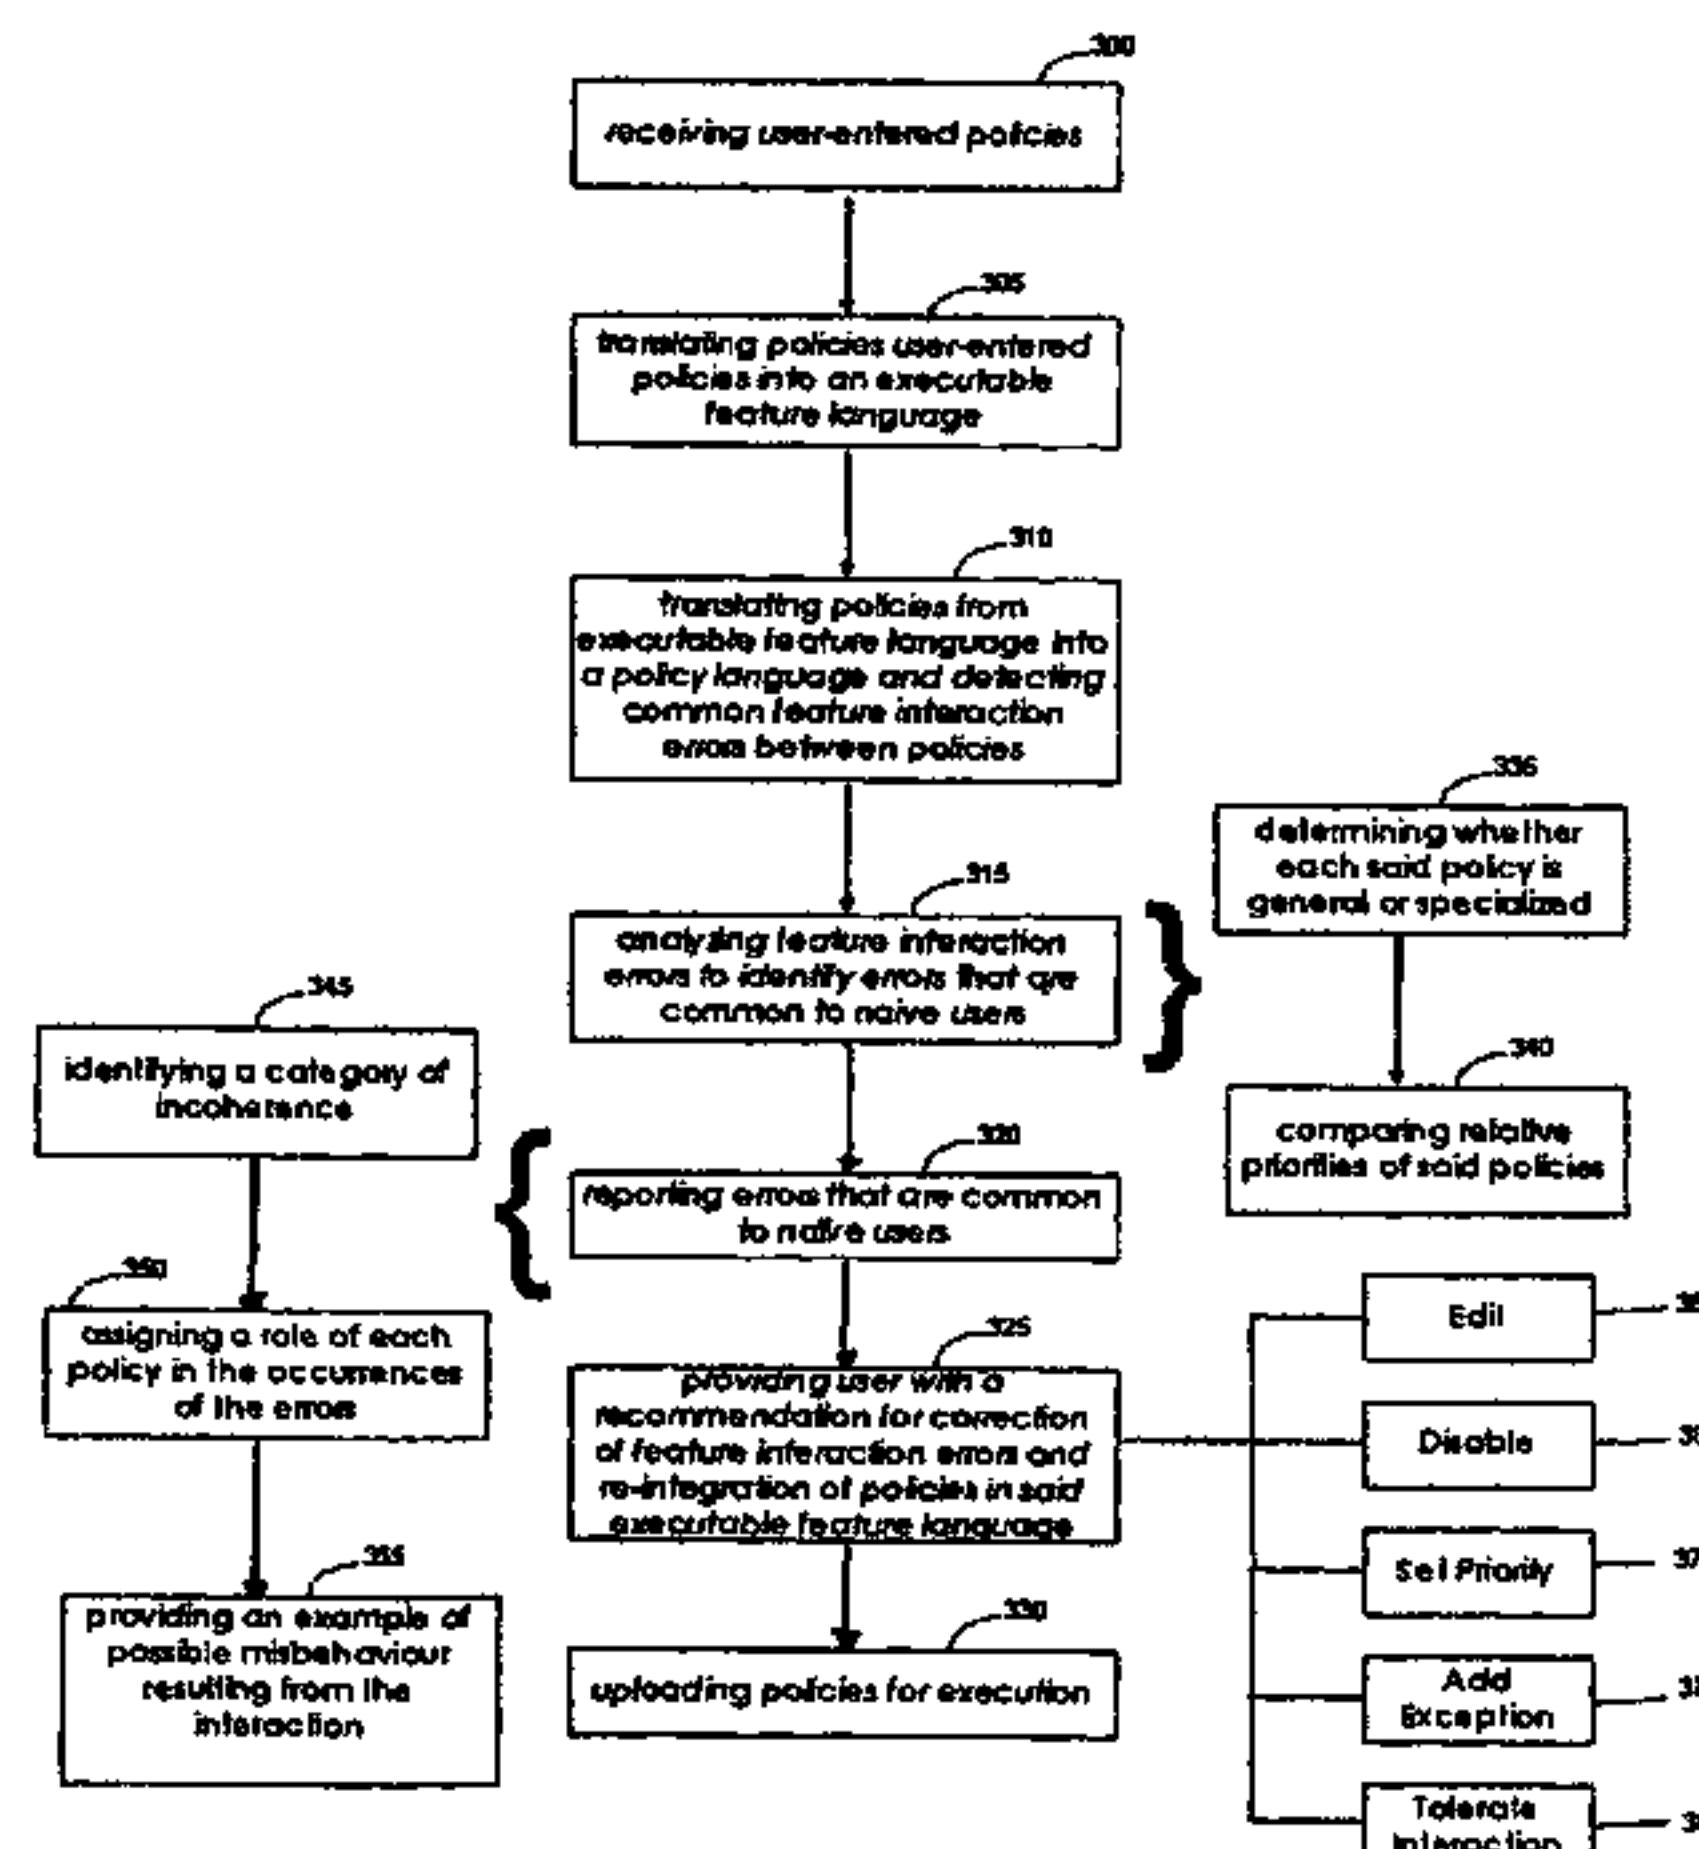 300
receiving user-entered policies
305
translating policies user-entered
policies into an executable
feature language
310
translating policies from
executable feature language into
a policy language and detecting
common feature interaction
errors between policies
315
analyzing feature interaction
errors to identify errors that are
common to naive users
320
reporting errors that are common
to naive users
325
providing user with a
recommendation for correction
of feature interaction errors and
re-integration of policies in said
executable feature language
330
uploading policies for execution
determining whether
each said policy is
general or specialized
340
comparing relative
priorities of said policies
345
identifying a category of
incoherence
350
assigning a role of each
policy in the occurrences
of the errors
355
providing an example of
possible misbehaviour
resulting from the
interaction
Edit
Disable
Set Priority
Add
Exception
Tolerate
Interaction